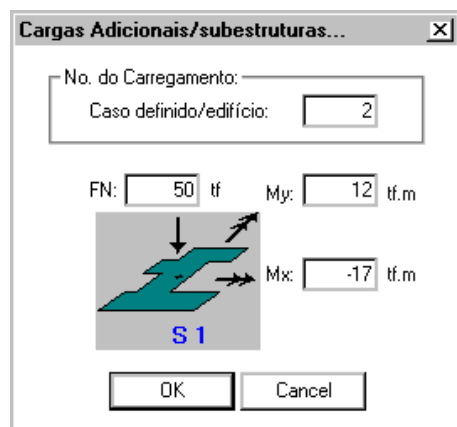 Cargas Adicionais/subestruturas...
No. do Carregamento:
Caso definido/edifício: 2
FN: 50 tf My: 12 tf.m
Mx: -17 tf.m
S 1
OK Cancel